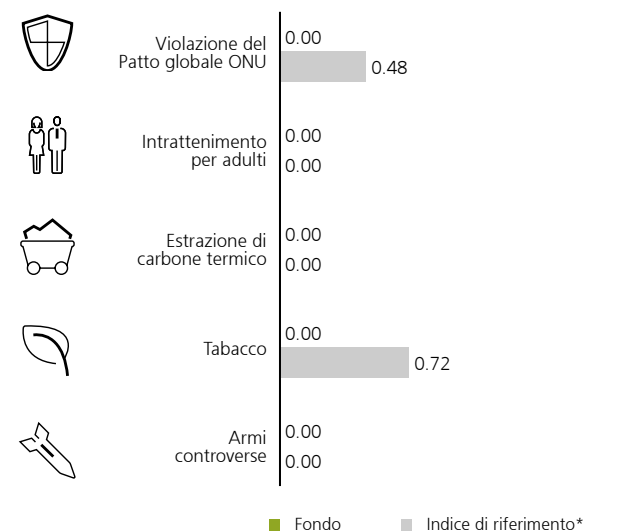 0.00
Violazione del
Patto globale ONU
0.48
0.00
Intrattenimento
per adulti
0.00
0.00
Estrazione di
carbone termico
0.00
0.00
Tabacco
0.72
0.00
Armi
controverse
0.00
Fondo
Indice di riferimento*